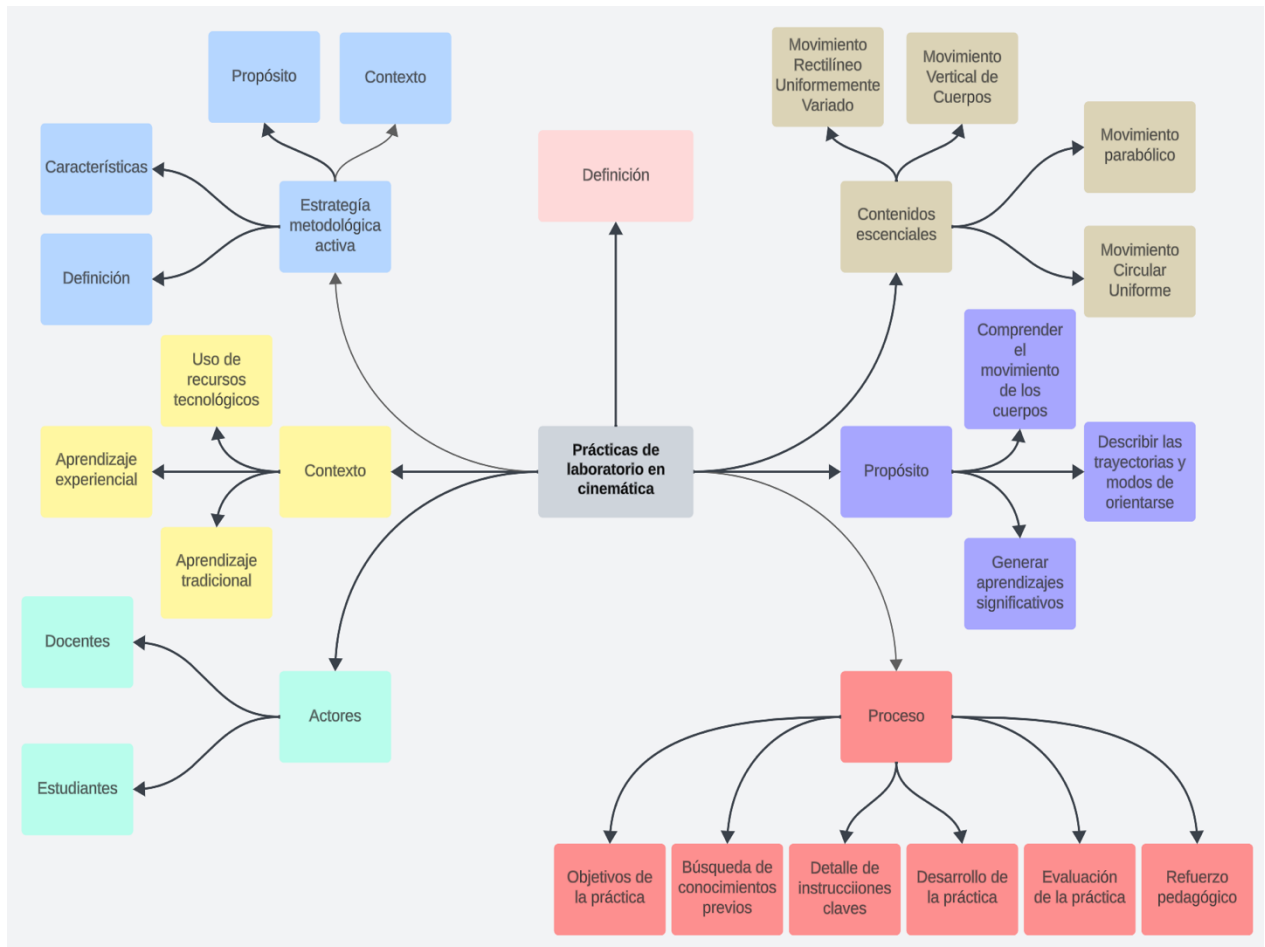 Propósito
Contexto
Características
Definición
Estrategía
metodológica
activa
Definición
Movimiento
Rectilíneo
Uniformemente
Variado
Movimiento
Vertical de
Cuerpos
Movimiento
parabólico
Contenidos
escenciales
Movimiento
Circular
Uniforme
Uso de
recursos
tecnológicos
Aprendizaje
experiencial
Contexto
Aprendizaje
tradicional
Prácticas de
laboratorio en
cinemática
Propósito
Comprender
el
movimiento
de los
cuerpos
Describir las
trayectorias y
modos de
orientarse
Generar
aprendizajes
significativos
Docentes
Actores
Estudiantes
Proceso
Objetivos de
la práctica
Búsqueda de
conocimientos
previos
Detalle de
instrucciiones
claves
Desarrollo de
la práctica
Evaluación
de la práctica
Refuerzo
pedagógico